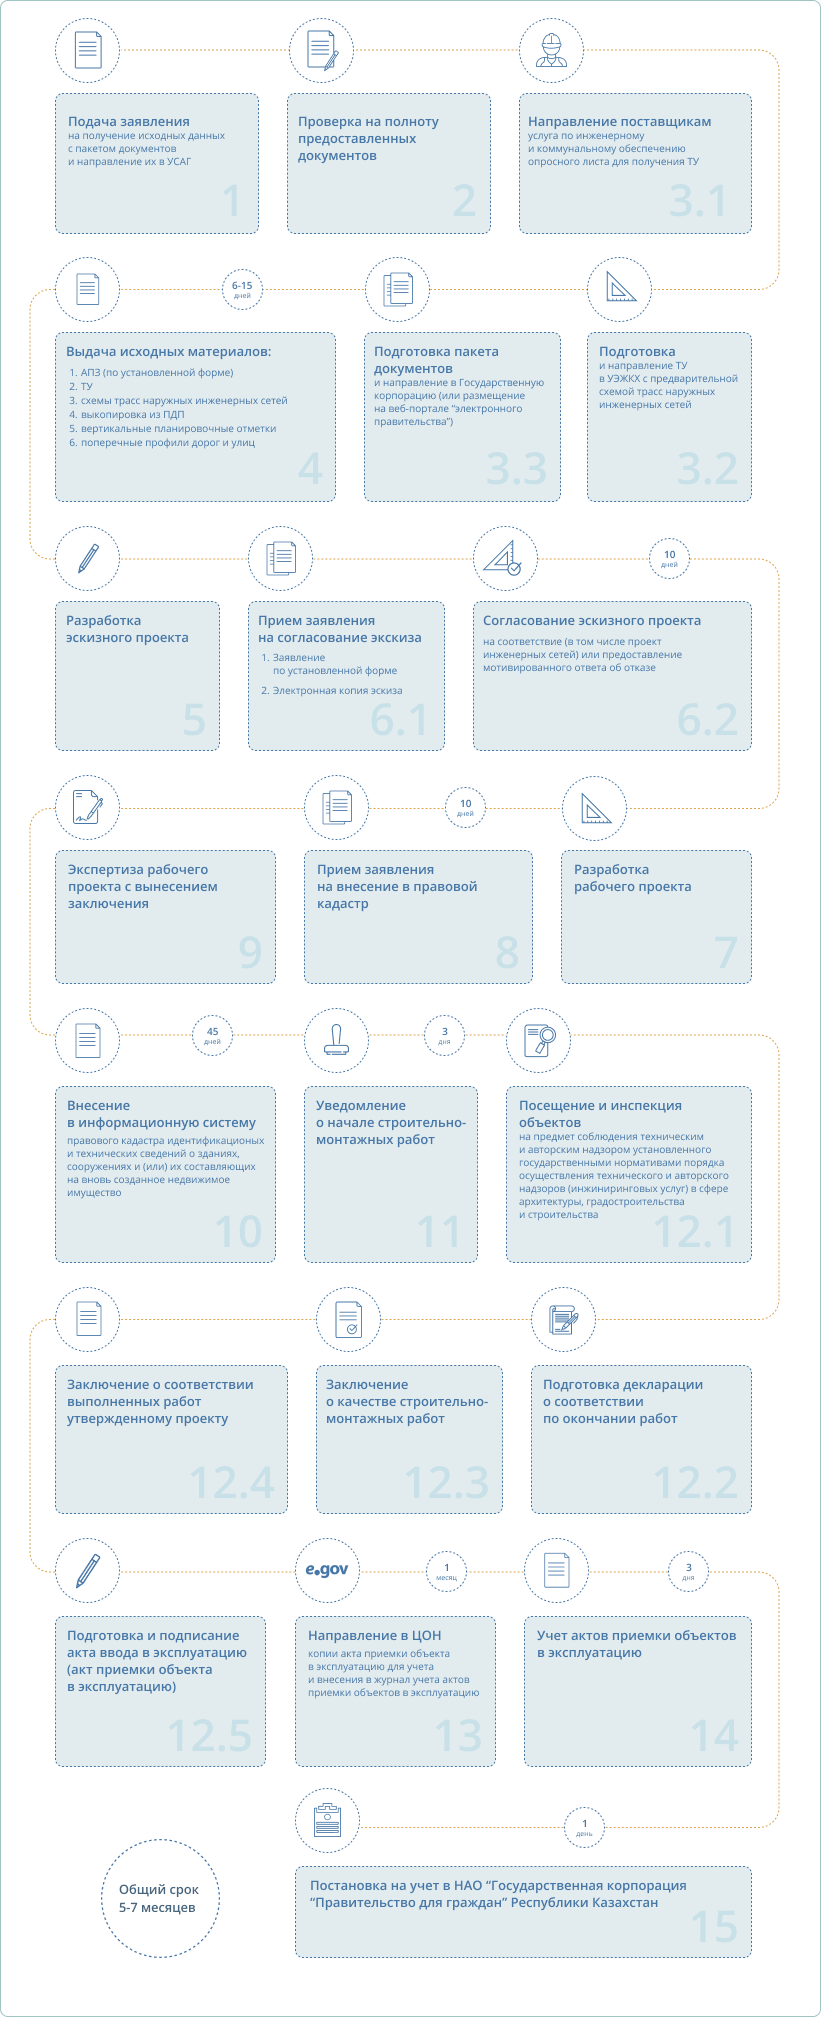 Подача заявления
на получение исходных данных
с пакетом документов
и направление их в УСАГ
1
Проверка на полноту
предоставленных
документов
2
Направление поставщикам
услуга по инженерному
и коммунальному обеспечению
опросного листа для получения ТУ
3.1
6-15
дней
Выдача исходных материалов:
1. АПЗ (по установленной форме)
2. ТУ
3. схемы трасс наружных инженерных сетей
4. выкопировка из ПДП
5. вертикальные планировочные отметки
6. поперечные профили дорог и улиц
4
Подготовка пакета
документов
и направление в Государственную
корпорацию (или размещение
на веб-портале “электронного
правительства”)
3.3
Подготовка
и направление ТУ
в УЭЖКХ с предварительной
схемой трасс наружных
инженерных сетей
3.2
10
дней
Разработка
эскизного проекта
5
Прием заявления
на согласование экскиза
1. Заявление
по установленной форме
2. Электронная копия эскиза
6.1
Согласование эскизного проекта
на соответствие (в том числе проект
инженерных сетей) или предоставление
мотивированного ответа об отказе
6.2
10
дней
Экспертиза рабочего
проекта с вынесением
заключения
9
Прием заявления
на внесение в правовой
кадастр
8
Разработка
рабочего проекта
7
45
дней
3
дня
Внесение
в информационную систему
правового кадастра идентификационых
и технических сведений о зданиях,
сооружениях и (или) их составляющих
на вновь созданное недвижимое
имущество
10
Уведомление
о начале строительно-
монтажных работ
11
Посещение и инспекция
объектов
на предмет соблюдения техническим
и авторским надзором установленного
государственными нормативами порядка
осуществления технического и авторского
надзоров (инжиниринговых услуг) в сфере
архитектуры, градостроительства
и строительства
12.1
Заключение о соответствии
выполненных работ
утвержденному проекту
12.4
Заключение
о качестве строительно-
монтажных работ
12.3
Подготовка декларации
о соответствии
по окончании работ
12.2
e.gov
1
месяц
3
дня
Подготовка и подписание
акта ввода в эксплуатацию
(акт приемки объекта
в эксплуатацию)
12.5
Направление в ЦОН
копии акта приемки объекта
в эксплуатацию для учета
и внесения в журнал учета актов
приемки объектов в эксплуатацию
13
Учет актов приемки объектов
в эксплуатацию
14
1
день
Общий срок
5-7 месяцев
Постановка на учет в НАО “Государственная корпорация
“Правительство для граждан” Республики Казахстан
15